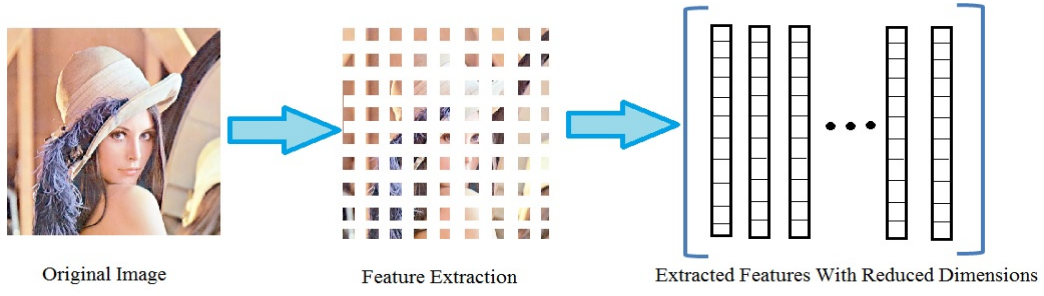 Original Image
Feature Extraction
Extracted Features With Reduced Dimensions